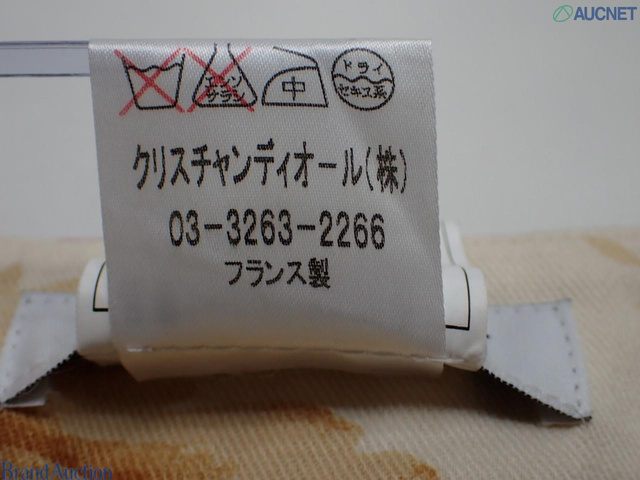 AUCNET
エンソ
サラシ
中
ドライ
セキユ系
クリスチャンディオール(株)
03-3263-2266
フランス製
Brand Auction